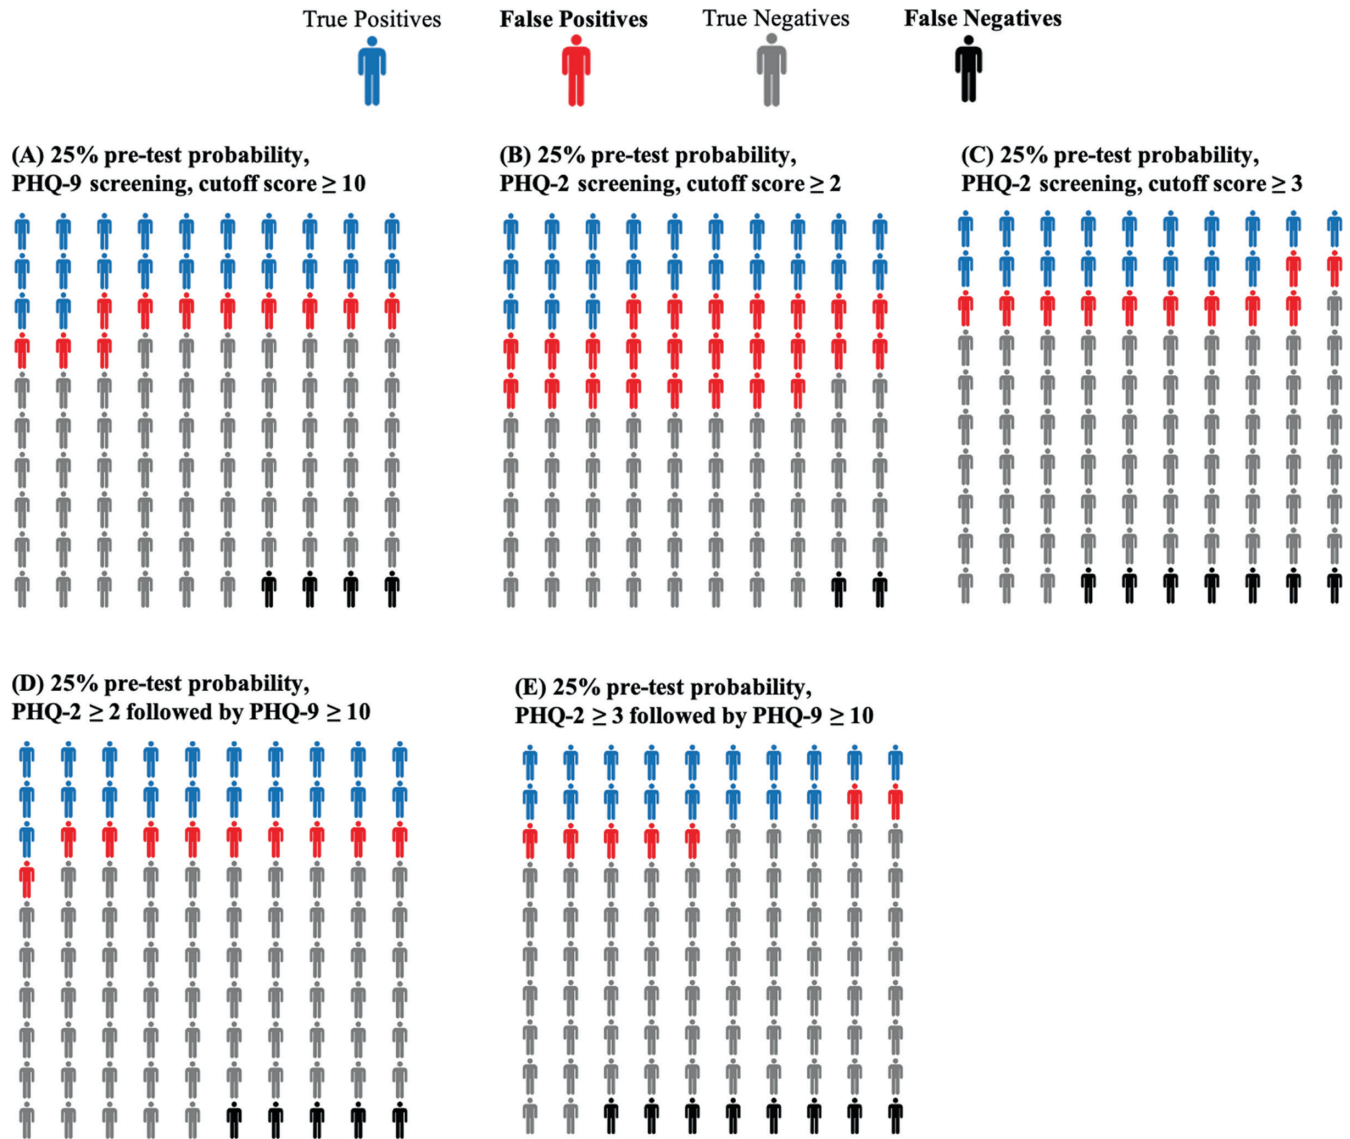 True Positives
False Positives
True Negatives
False Negatives
(A) 25% pre-test probability,
PHQ-9 screening, cutoff score ≥ 10
(B) 25% pre-test probability,
PHQ-2 screening, cutoff score ≥ 2
(C) 25% pre-test probability,
PHQ-2 screening, cutoff score ≥ 3
(D) 25% pre-test probability,
PHQ-2 ≥ 2 followed by PHQ-9 ≥ 10
(E) 25% pre-test probability,
PHQ-2 ≥ 3 followed by PHQ-9 ≥ 10